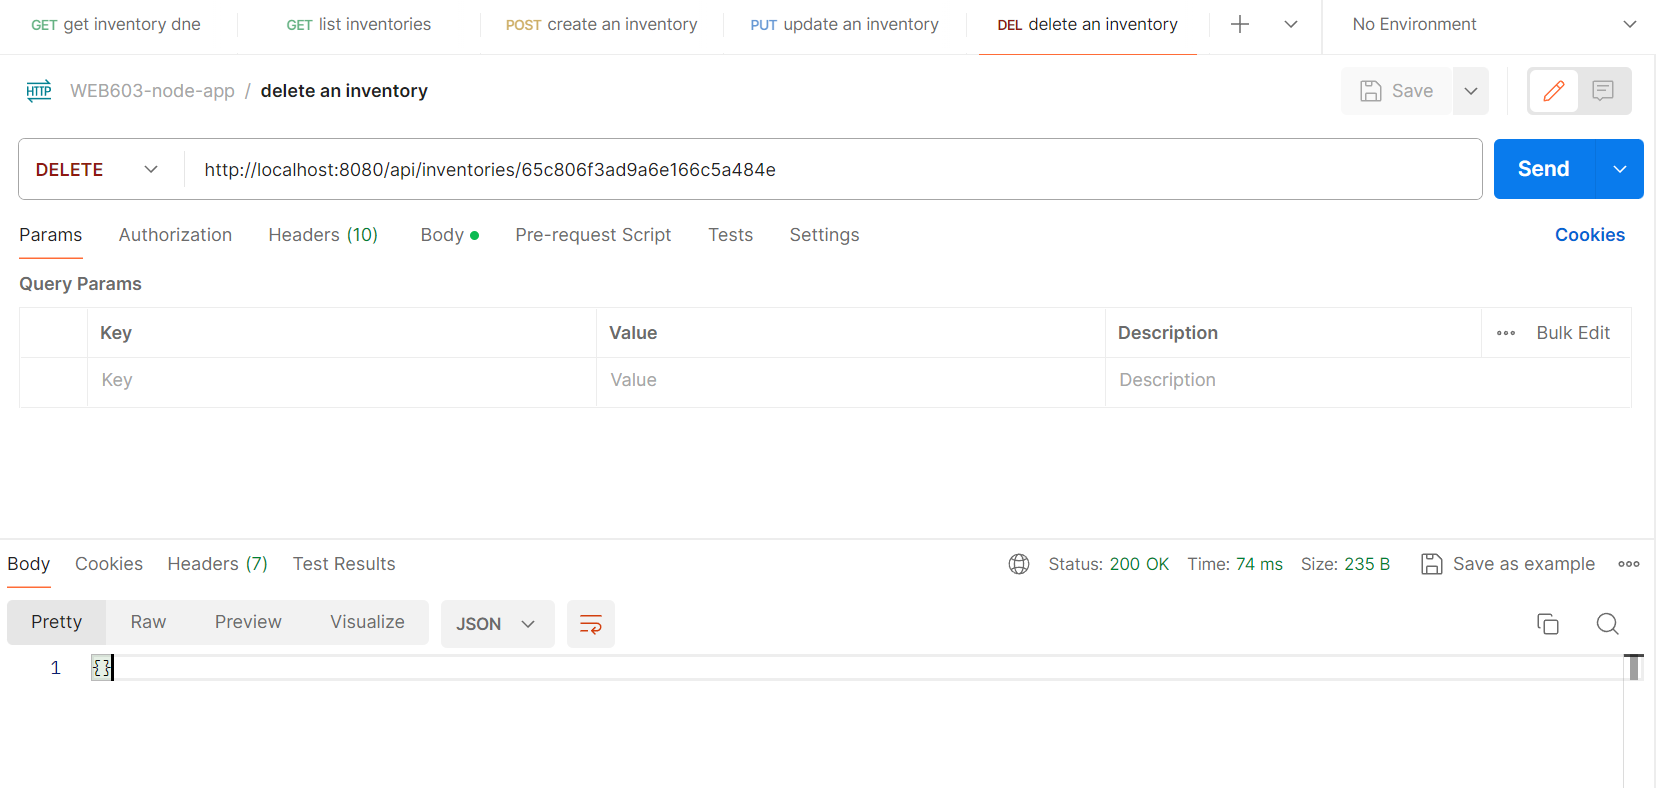 GET get inventory dne GET list inventories POST create an inventory PUT update an inventory DEL delete an inventory No Environment
HTTP WEB603-node-app / delete an inventory Save
DELETE http://localhost:8080/api/inventories/65c806f3ad9a6e166c5a484e Send
Params Authorization Headers (10) Body Pre-request Script Tests Settings Cookies
Query Params
Key Value Description Bulk Edit
Key Value Description
Body Cookies Headers (7) Test Results Status: 200 OK Time: 74 ms Size: 235 B Save as example
Pretty Raw Preview Visualize JSON
1 {}